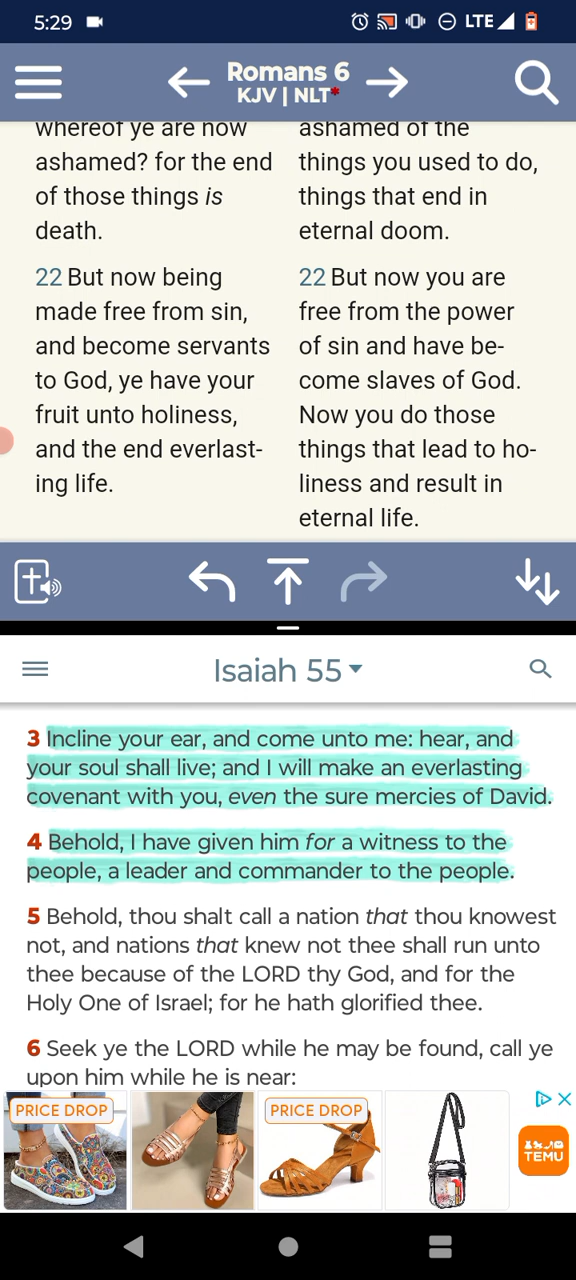 5:29
LTE
Romans 6
KJV | NLT*
whereof ye are now
ashamed? for the end
of those things is
death.
22 But now being
made free from sin,
and become servants
to God, ye have your
fruit unto holiness,
and the end everlast-
ing life.
ashamed of the
things you used to do,
things that end in
eternal doom.
22 But now you are
free from the power
of sin and have be-
come slaves of God.
Now you do those
things that lead to ho-
liness and result in
eternal life.
Isaiah 55
3 Incline your ear, and come unto me: hear, and
your soul shall live; and I will make an everlasting
covenant with you, even the sure mercies of David.
4 Behold, I have given him for a witness to the
people, a leader and commander to the people.
5 Behold, thou shalt call a nation that thou knowest
not, and nations that knew not thee shall run unto
thee because of the LORD thy God, and for the
Holy One of Israel; for he hath glorified thee.
6 Seek ye the LORD while he may be found, call ye
upon him while he is near:
PRICE DROP
PRICE DROP
TEMU